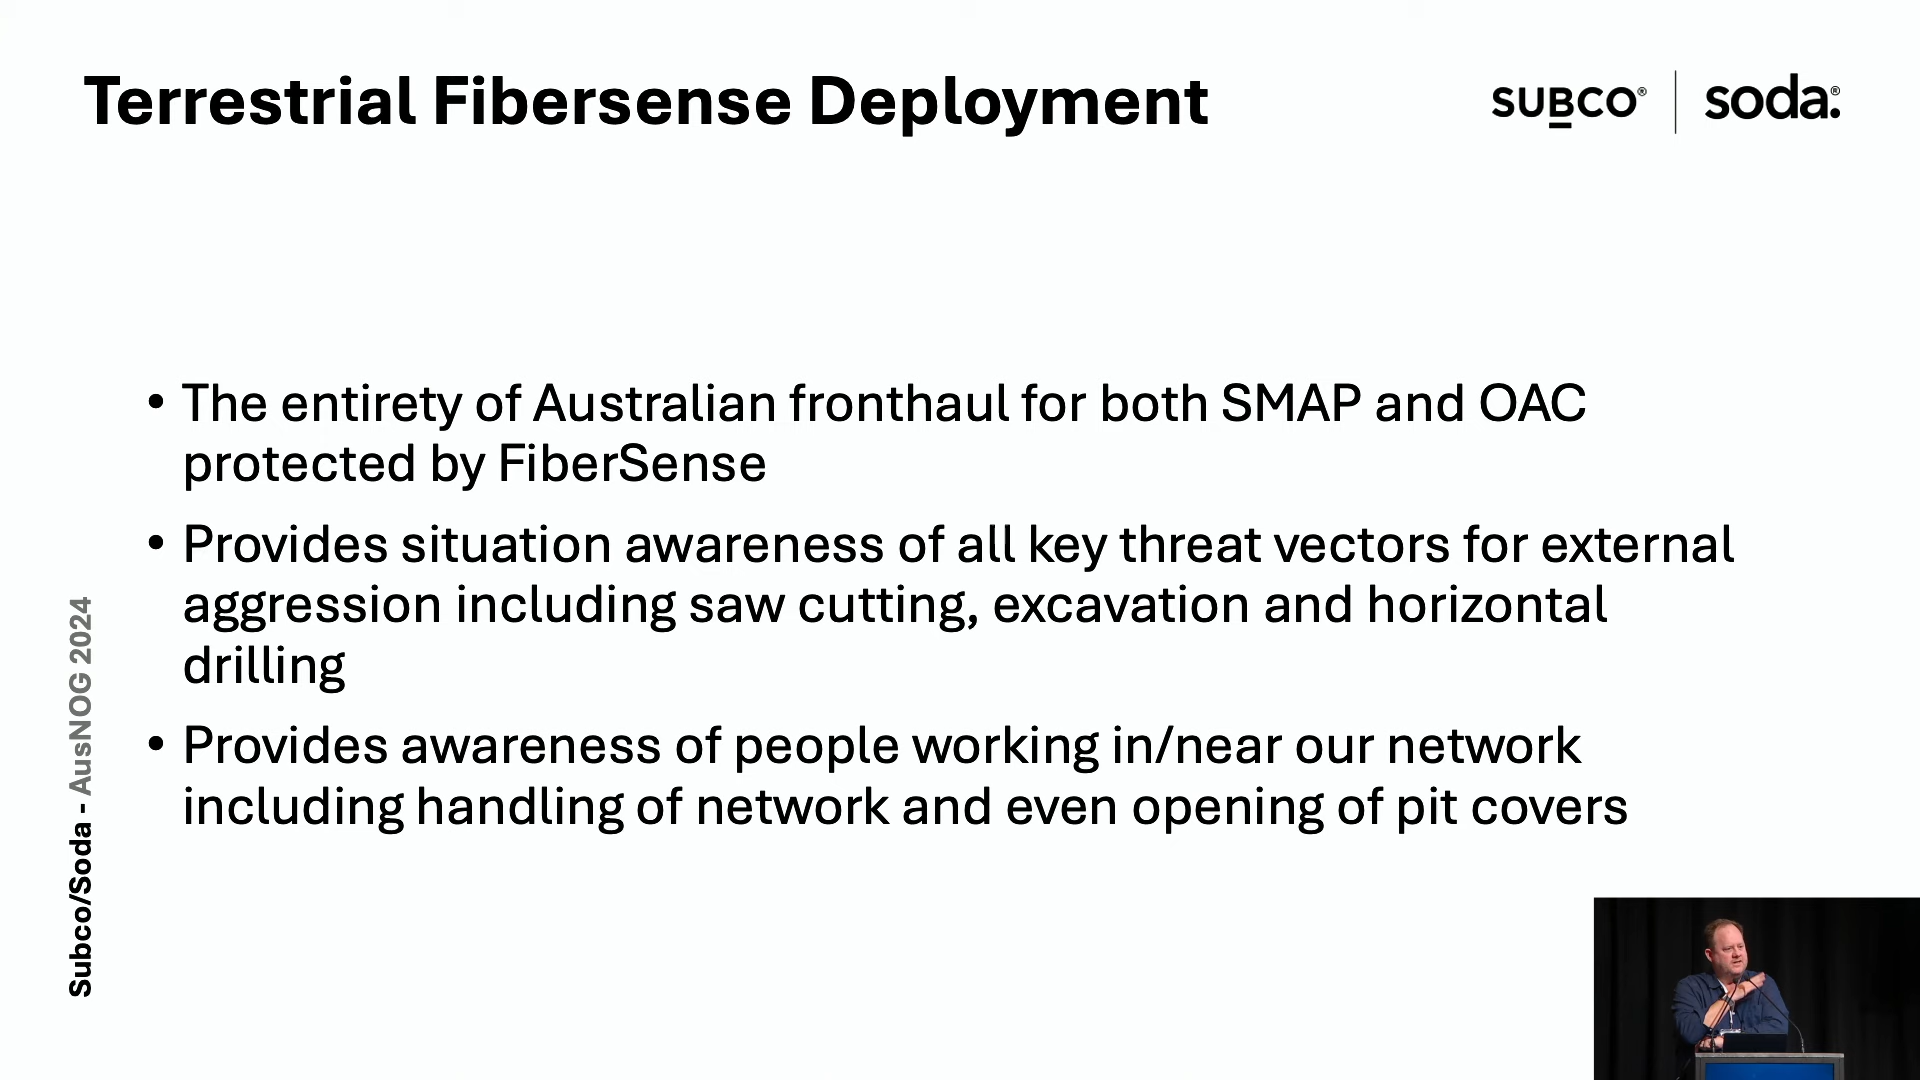 Terrestrial Fibersense Deployment
SUBCO® | soda.®
• The entirety of Australian fronthaul for both SMAP and OAC
protected by FiberSense
• Provides situation awareness of all key threat vectors for external
aggression including saw cutting, excavation and horizontal
drilling
• Provides awareness of people working in/near our network
including handling of network and even opening of pit covers
Subco/Soda - AusNOG 2024